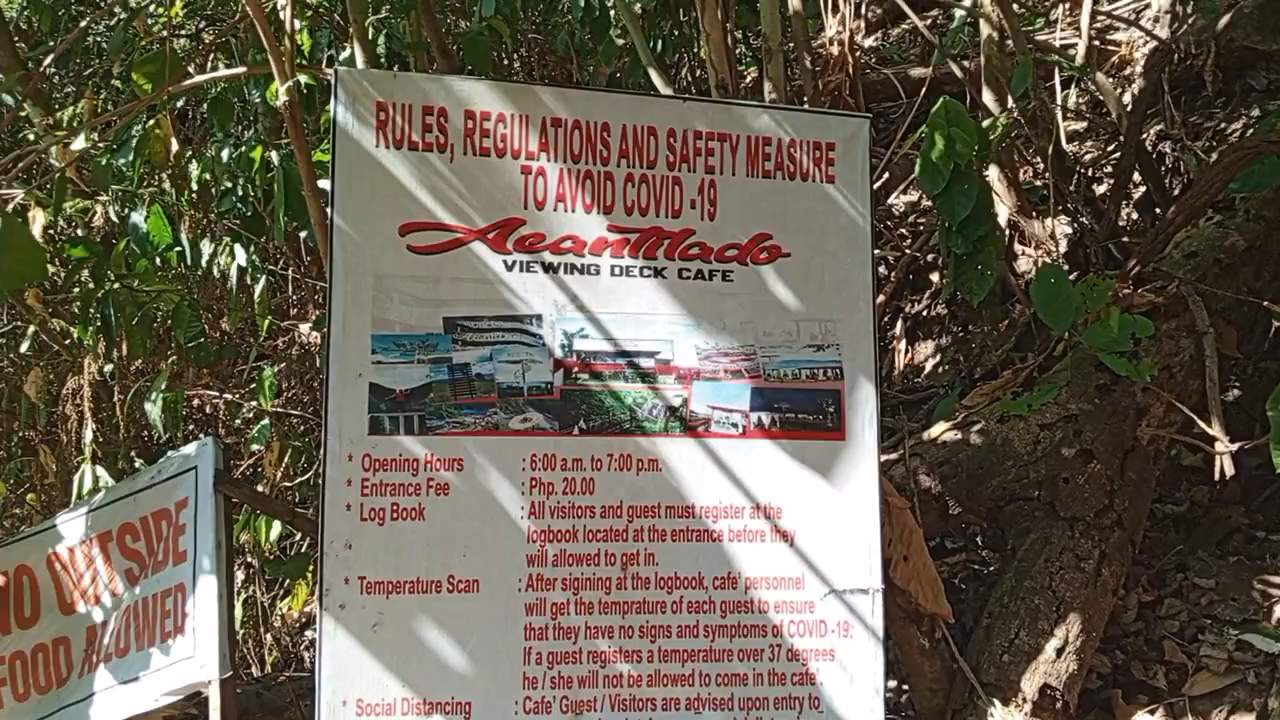 RULES, REGULATIONS AND SAFETY MEASURE
TO AVOID COVID -19
Acantilado
VIEWING DECK CAFE
* Opening Hours : 6:00 a.m. to 7:00 p.m.
* Entrance Fee : Php. 20.00
* Log Book : All visitors and guest must register at the
logbook located at the entrance before they
will allowed to get in.
* Temperature Scan : After sigining at the logbook, cafe' personnel
will get the temprature of each guest to ensure
that they have no signs and symptoms of COVID -19.
If a guest registers a temperature over 37 degrees
he / she will not be allowed to come in the cafe'.
* Social Distancing : Cafe' Guest / Visitors are advised upon entry to
NO OUTSIDE
FOOD ALLOWED